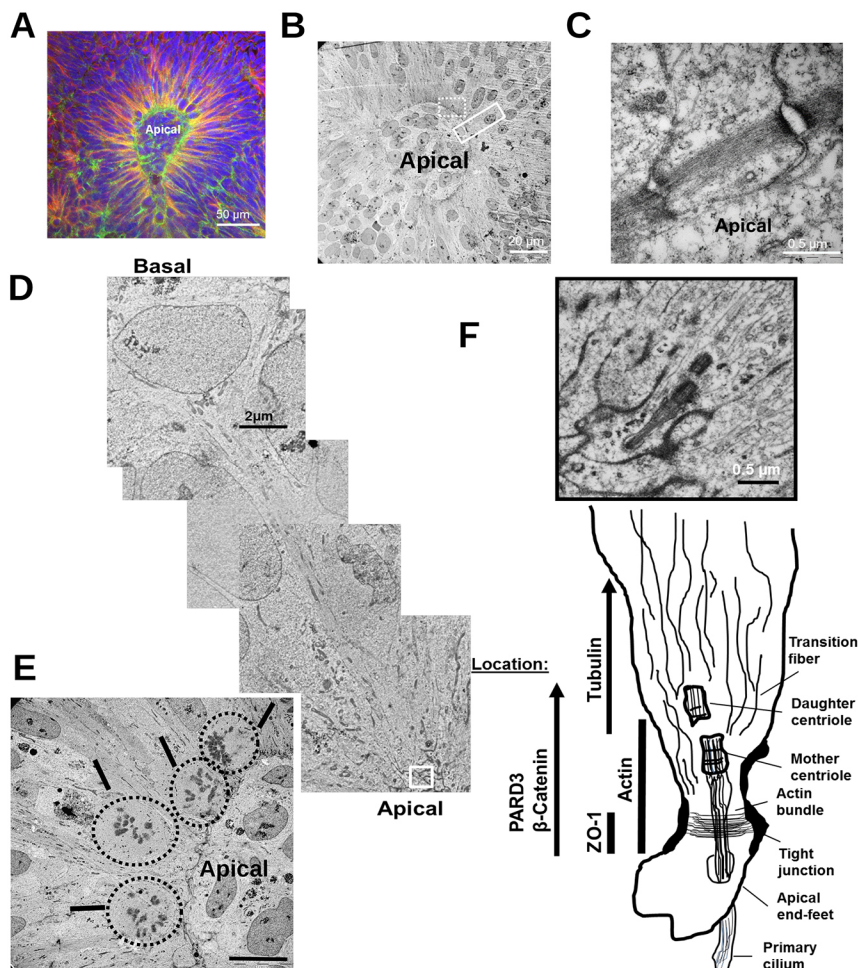 A
Apical
50 µm
B
Apical
20 µm
C
Apical
0.5 µm
Basal
D
2µm
Apical
E
Apical
F
0.5 µm
Location:
Tubulin
Actin
PARD3
β-Catenin
ZO-1
Transition
fiber
Daughter
centriole
Mother
centriole
Actin
bundle
Tight
junction
Apical
end-feet
Primary
cilium